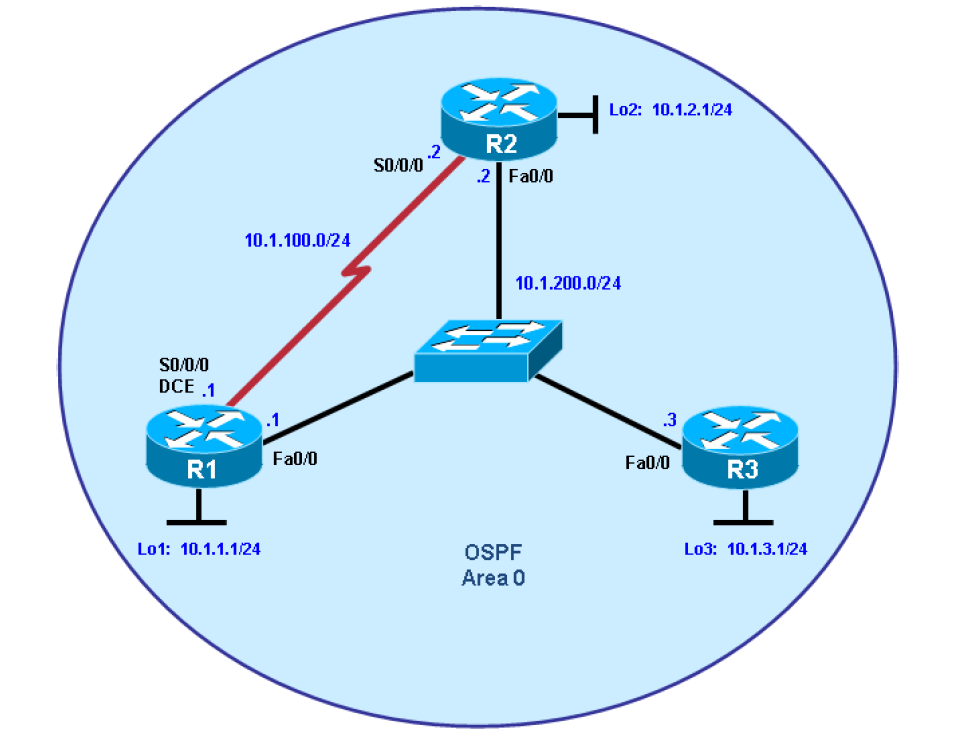 Lo2: 10.1.2.1/24
R2
.2
S0/0/0
.2
Fa0/0
10.1.100.0/24
10.1.200.0/24
S0/0/0
DCE
.1
.1
.3
R1
Fa0/0
Fa0/0
R3
Lo1: 10.1.1.1/24
Lo3: 10.1.3.1/24
OSPF
Area 0